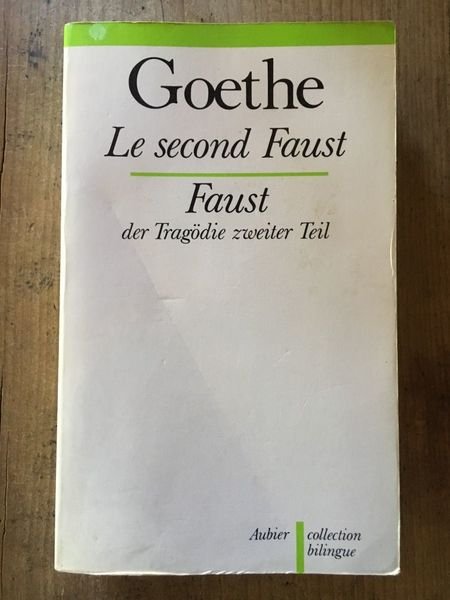 Goethe
Le second Faust
Faust
der Tragödie zweiter Teil
Aubier collection
bilingue